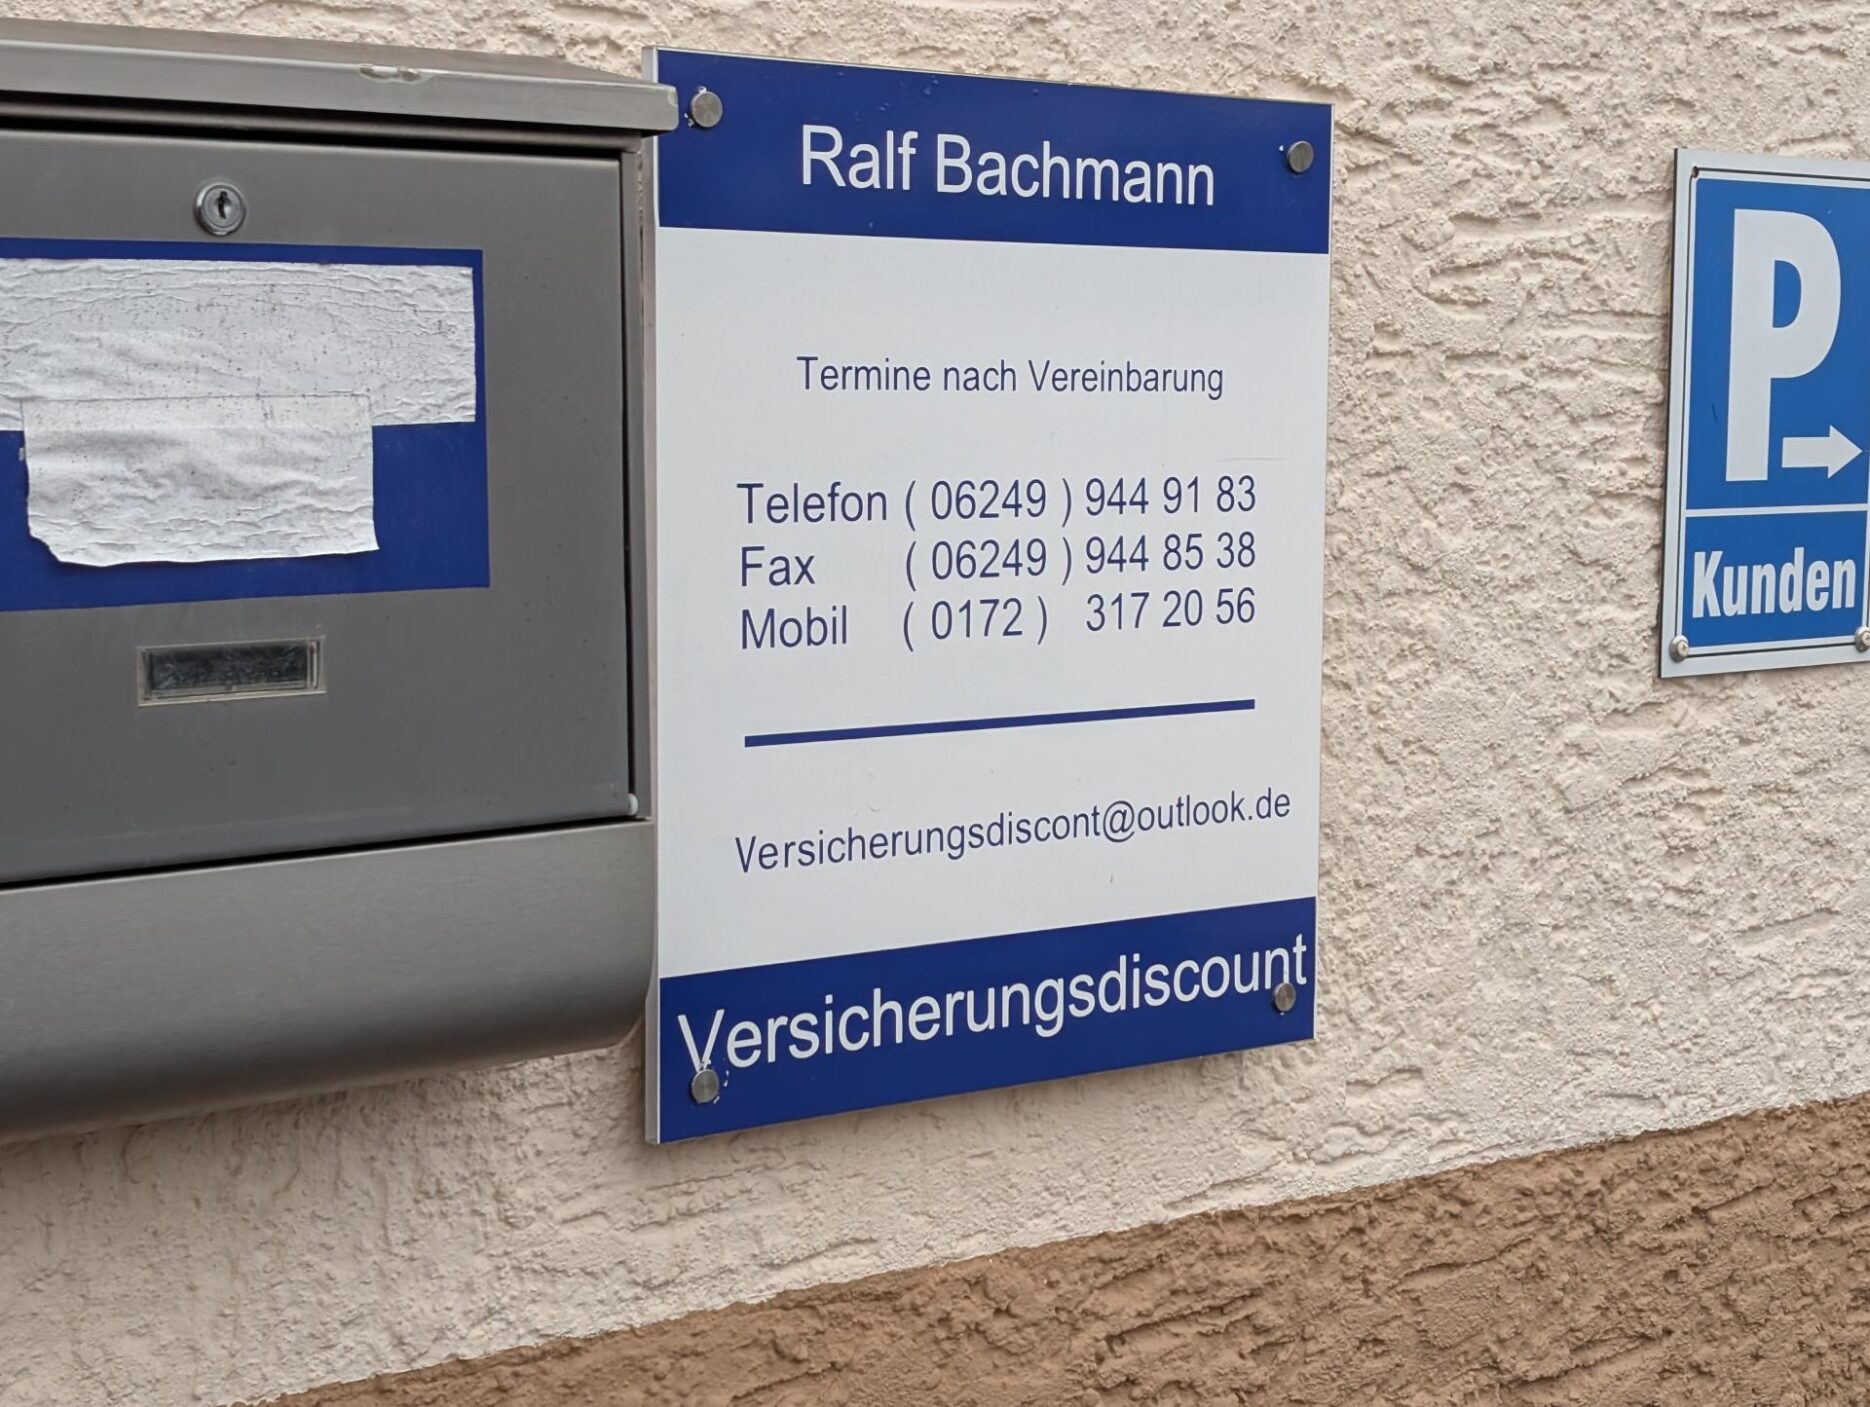 Ralf Bachmann
Termine nach Vereinbarung
Telefon ( 06249 ) 944 91 83
Fax ( 06249 ) 944 85 38
Mobil ( 0172 ) 317 20 56
Versicherungsdiscont@outlook.de
Versicherungsdiscount
P
Kunden